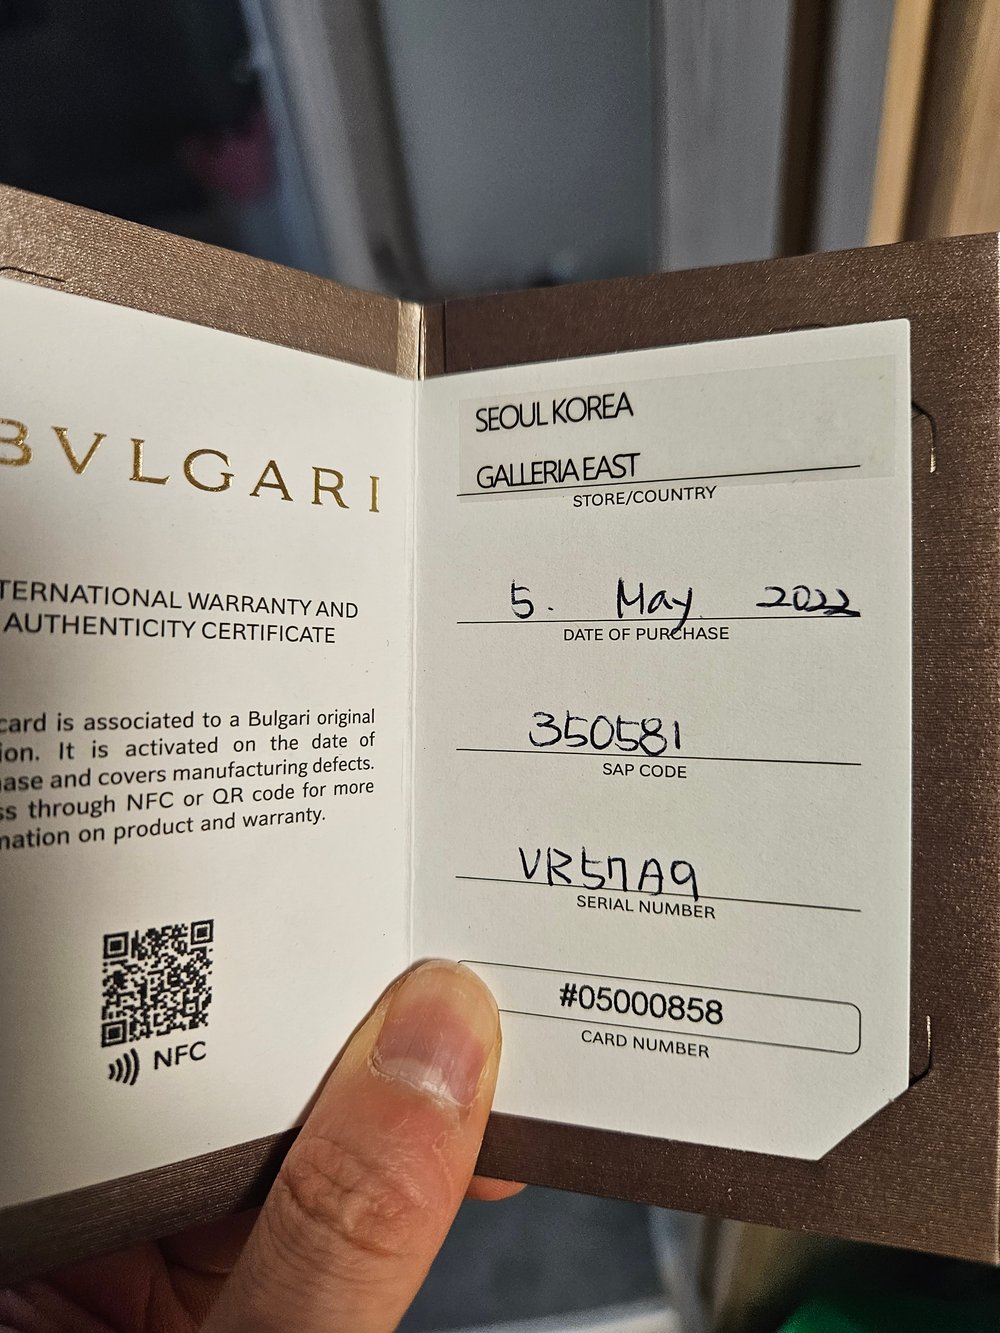 BVLGARI
TERNATIONAL WARRANTY AND
AUTHENTICITY CERTIFICATE
card is associated to a Bulgari original
ion. It is activated on the date of
ase and covers manufacturing defects.
ss through NFC or QR code for more
mation on product and warranty.
NFC
SEOUL KOREA
GALLERIA EAST
STORE/COUNTRY
5. May 2022
DATE OF PURCHASE
350581
SAP CODE
VR57A9
SERIAL NUMBER
#05000858
CARD NUMBER